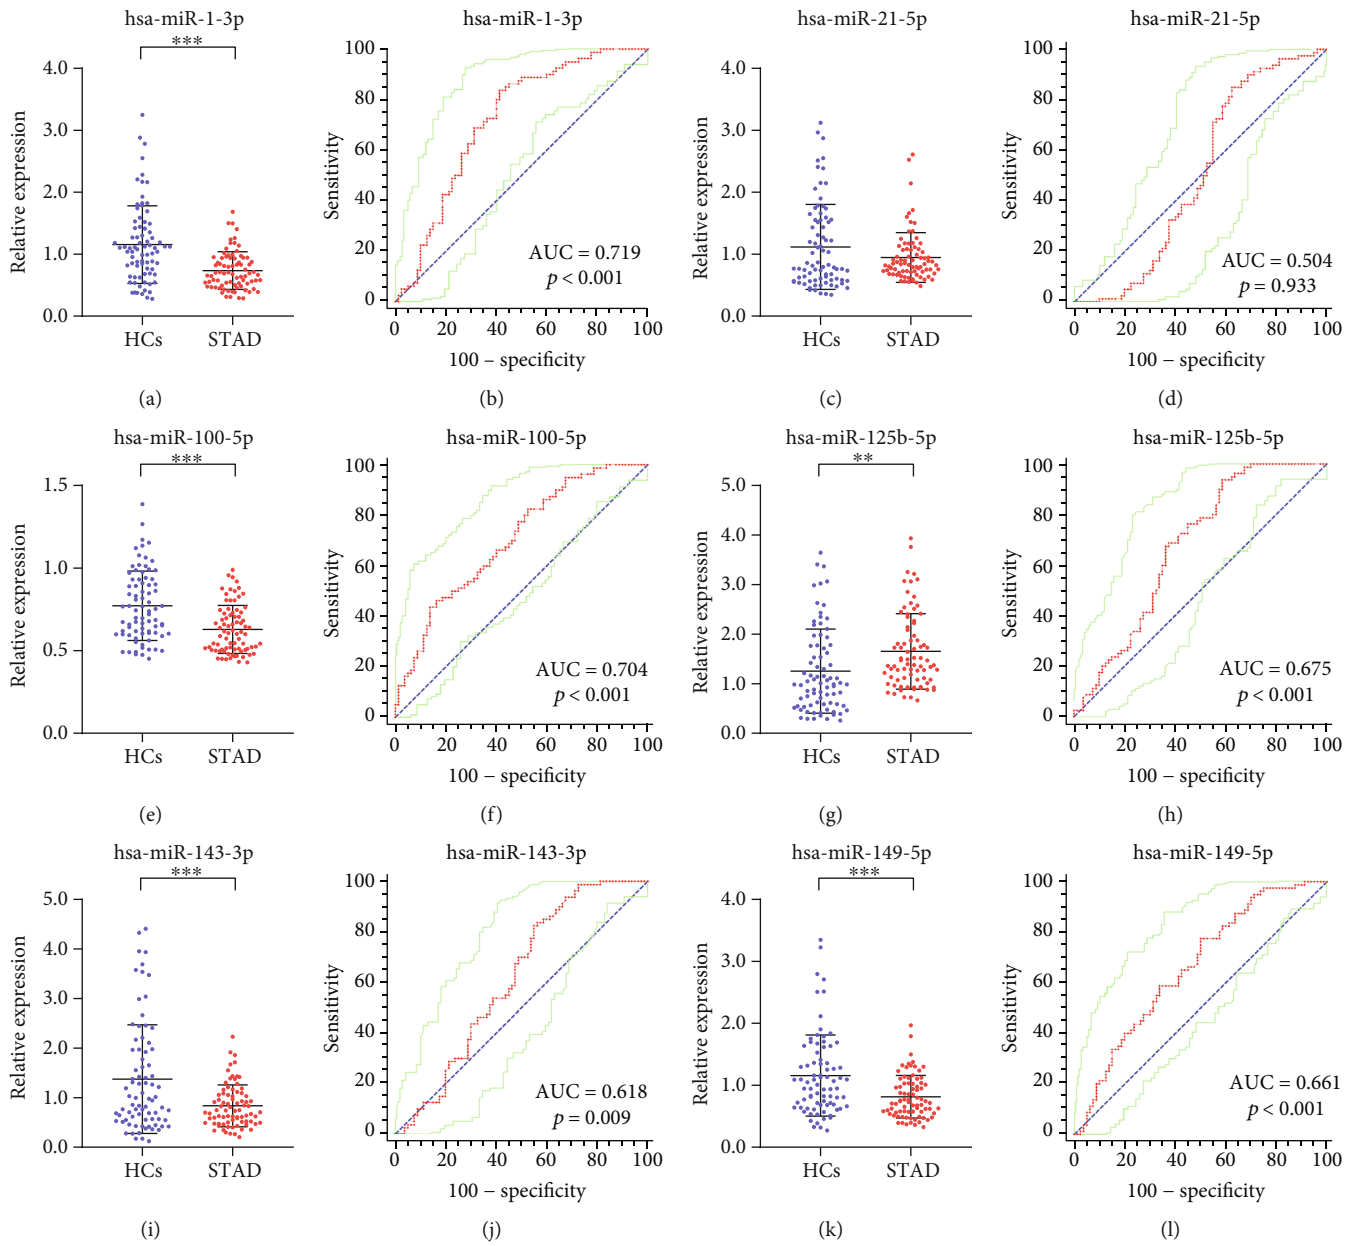 hsa-miR-1-3p
***
Relative expression
4.0
3.0
2.0
1.0
0.0
HCs STAD
(a)
hsa-miR-1-3p
Sensitivity
100
80
60
40
20
0
AUC = 0.719
p < 0.001
0 20 40 60 80 100
100 – specificity
(b)
hsa-miR-21-5p
Relative expression
4.0
3.0
2.0
1.0
0.0
HCs STAD
(c)
hsa-miR-21-5p
Sensitivity
100
80
60
40
20
0
AUC = 0.504
p = 0.933
0 20 40 60 80 100
100 – specificity
(d)
hsa-miR-100-5p
***
Relative expression
1.5
1.0
0.5
0.0
HCs STAD
(e)
hsa-miR-100-5p
Sensitivity
100
80
60
40
20
0
AUC = 0.704
p < 0.001
0 20 40 60 80 100
100 – specificity
(f)
hsa-miR-125b-5p
**
Relative expression
5.0
4.0
3.0
2.0
1.0
0.0
HCs STAD
(g)
hsa-miR-125b-5p
Sensitivity
100
80
60
40
20
0
AUC = 0.675
p < 0.001
0 20 40 60 80 100
100 – specificity
(h)
hsa-miR-143-3p
***
Relative expression
5.0
4.0
3.0
2.0
1.0
0.0
HCs STAD
(i)
hsa-miR-143-3p
Sensitivity
100
80
60
40
20
0
AUC = 0.618
p = 0.009
0 20 40 60 80 100
100 – specificity
(j)
hsa-miR-149-5p
***
Relative expression
4.0
3.0
2.0
1.0
0.0
HCs STAD
(k)
hsa-miR-149-5p
Sensitivity
100
80
60
40
20
0
AUC = 0.661
p < 0.001
0 20 40 60 80 100
100 – specificity
(l)